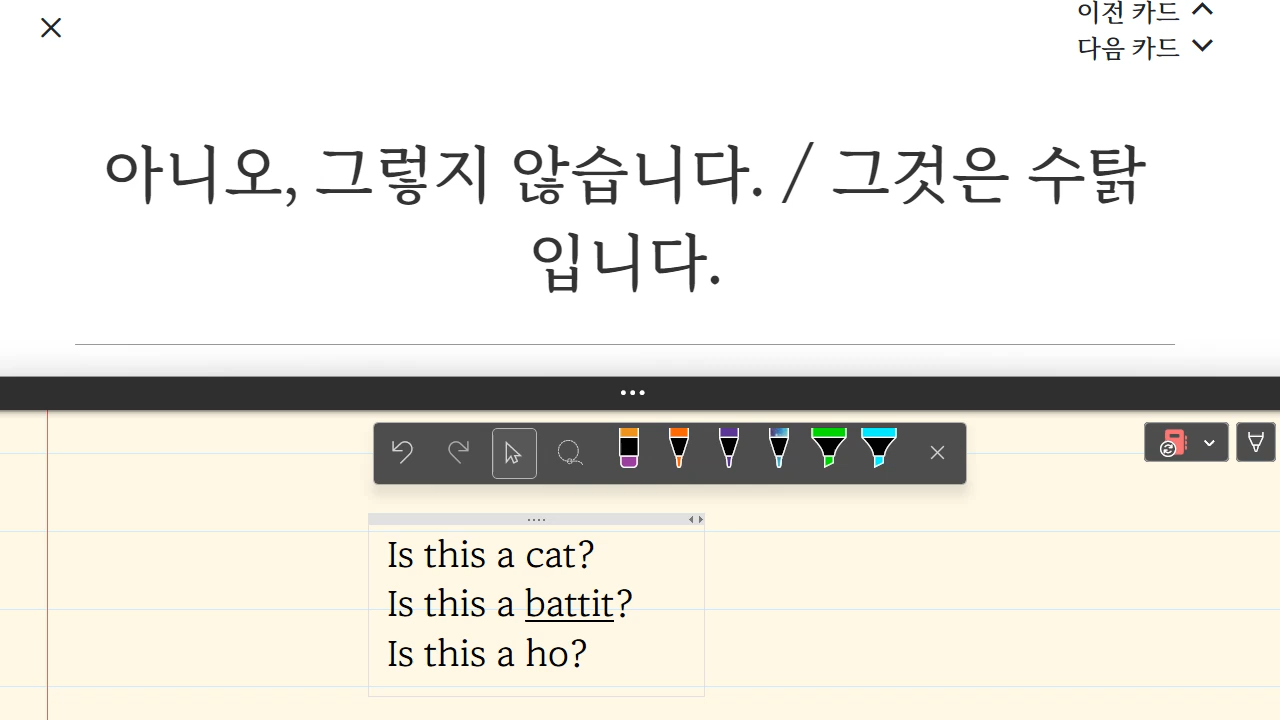 이전 카드
다음 카드
아니오, 그렇지 않습니다. / 그것은 수탉
입니다.
Is this a cat?
Is this a battit?
Is this a ho?